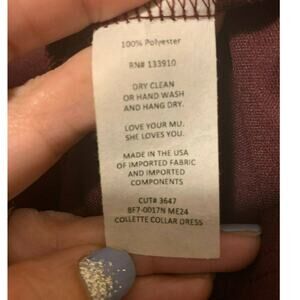 100% Polyester
RN# 133910
DRY CLEAN
OR HAND WASH
AND HANG DRY.
LOVE YOUR MU.
SHE LOVES YOU.
MADE IN THE USA
OF IMPORTED FABRIC
AND IMPORTED
COMPONENTS
CUT# 3647
BF7-0017N ME24
COLLETTE COLLAR DRESS